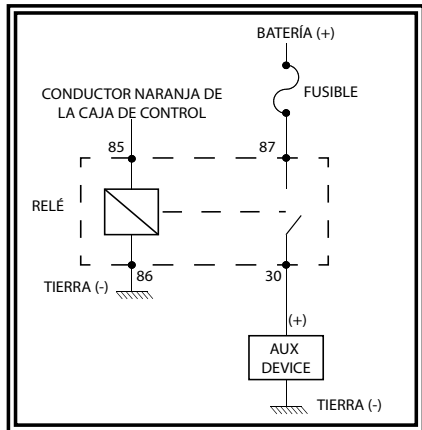 BATERÍA (+)
FUSIBLE
CONDUCTOR NARANJA DE
LA CAJA DE CONTROL
85
87
RELÉ
86
30
TIERRA (-)
(+)
AUX
DEVICE
TIERRA (-)